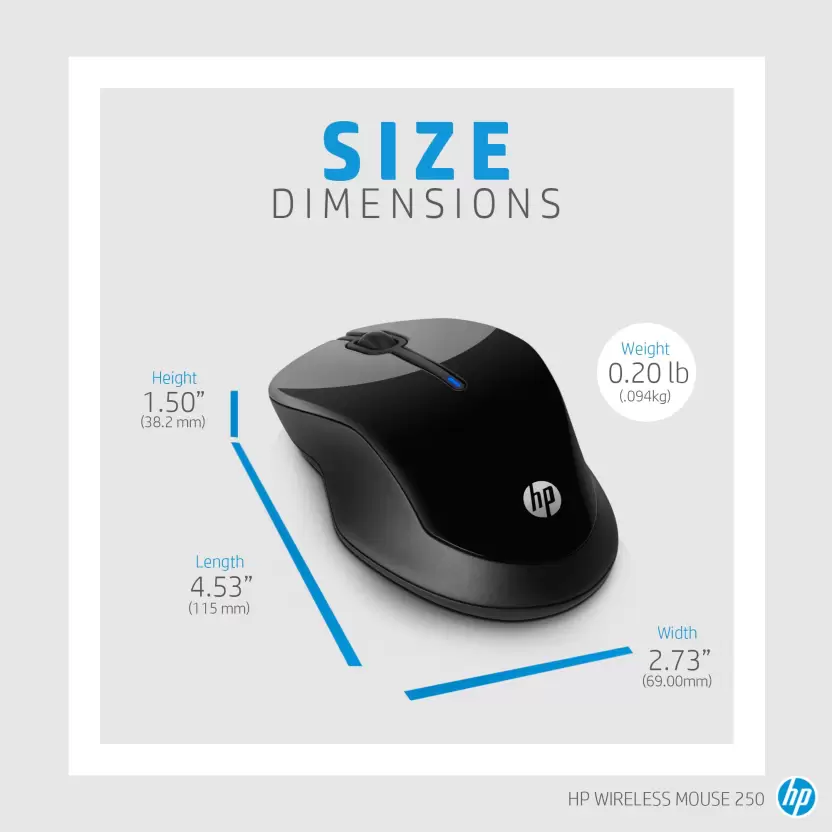 SIZE
DIMENSIONS
Weight
0.20 lb
(.094kg)
Height
1.50”
(38.2 mm)
hp
Length
4.53”
(115 mm)
Width
2.73”
(69.00mm)
HP WIRELESS MOUSE 250
hp